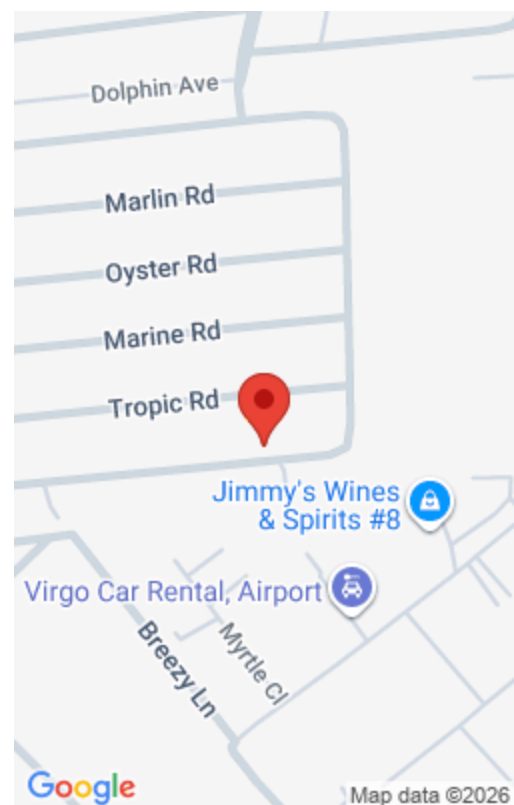 Dolphin Ave
Marlin Rd
Oyster Rd
Marine Rd
Tropic Rd
Jimmy's Wines
& Spirits #8
Virgo Car Rental, Airport
Breezy Ln
Myrtle Cl
Google
Map data ©2026